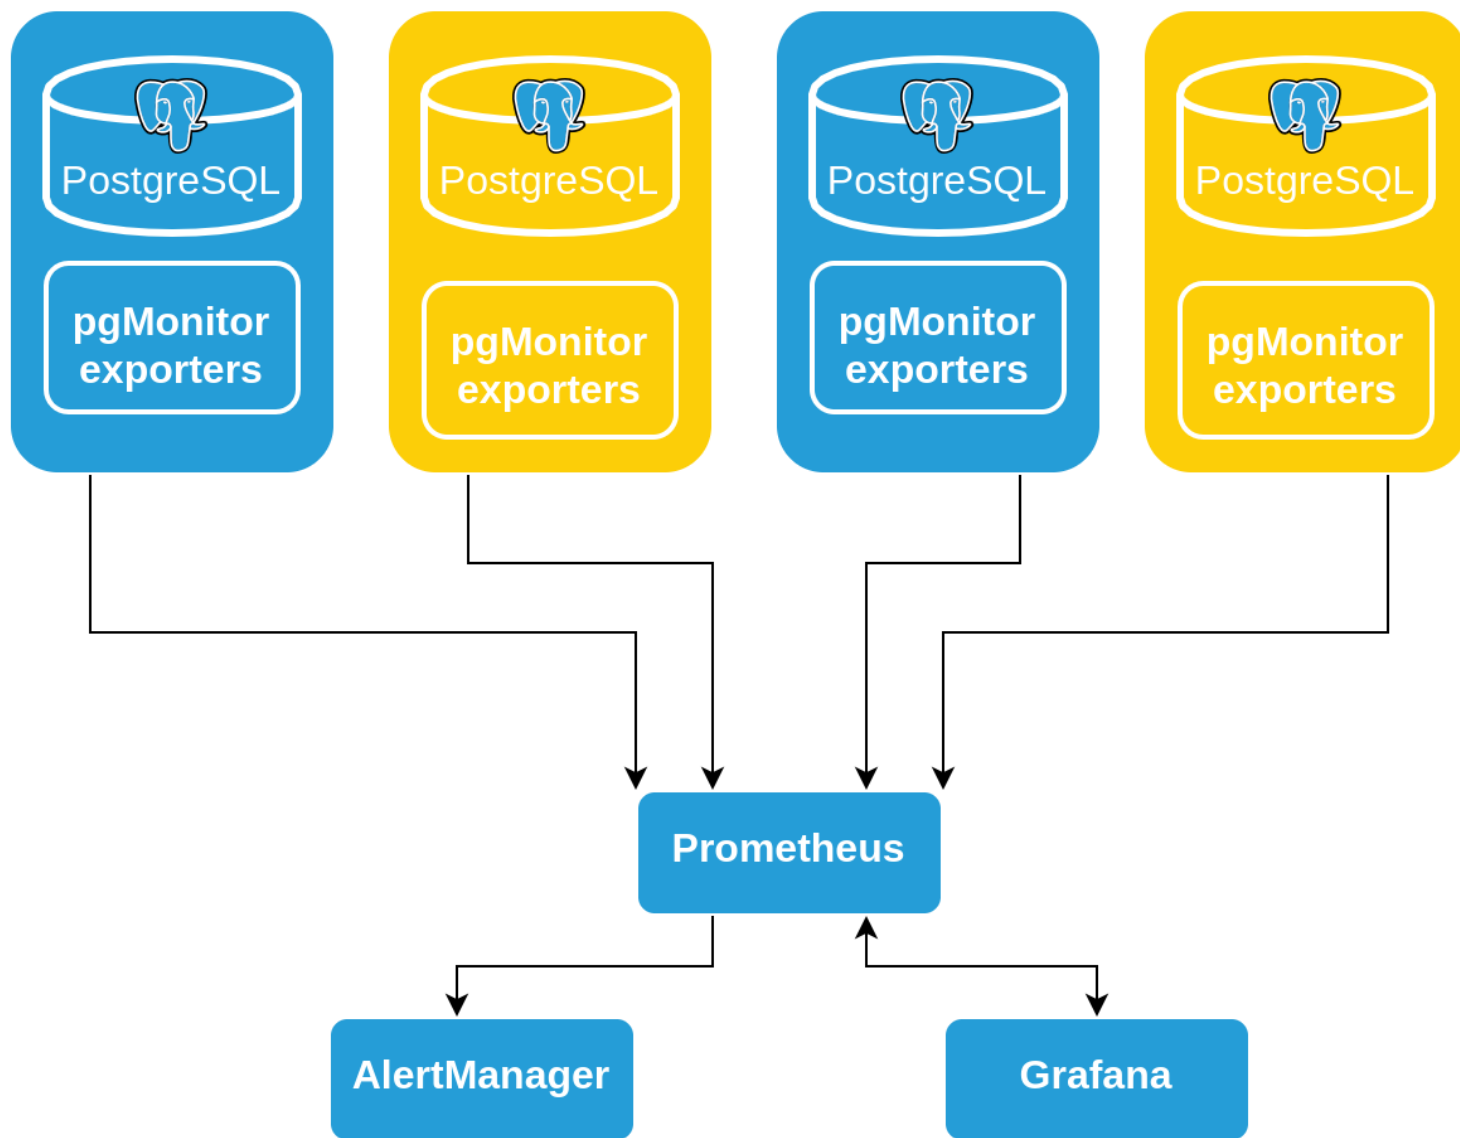 PostgreSQL
pgMonitor
exporters
PostgreSQL
pgMonitor
exporters
PostgreSQL
pgMonitor
exporters
PostgreSQL
pgMonitor
exporters
Prometheus
AlertManager
Grafana